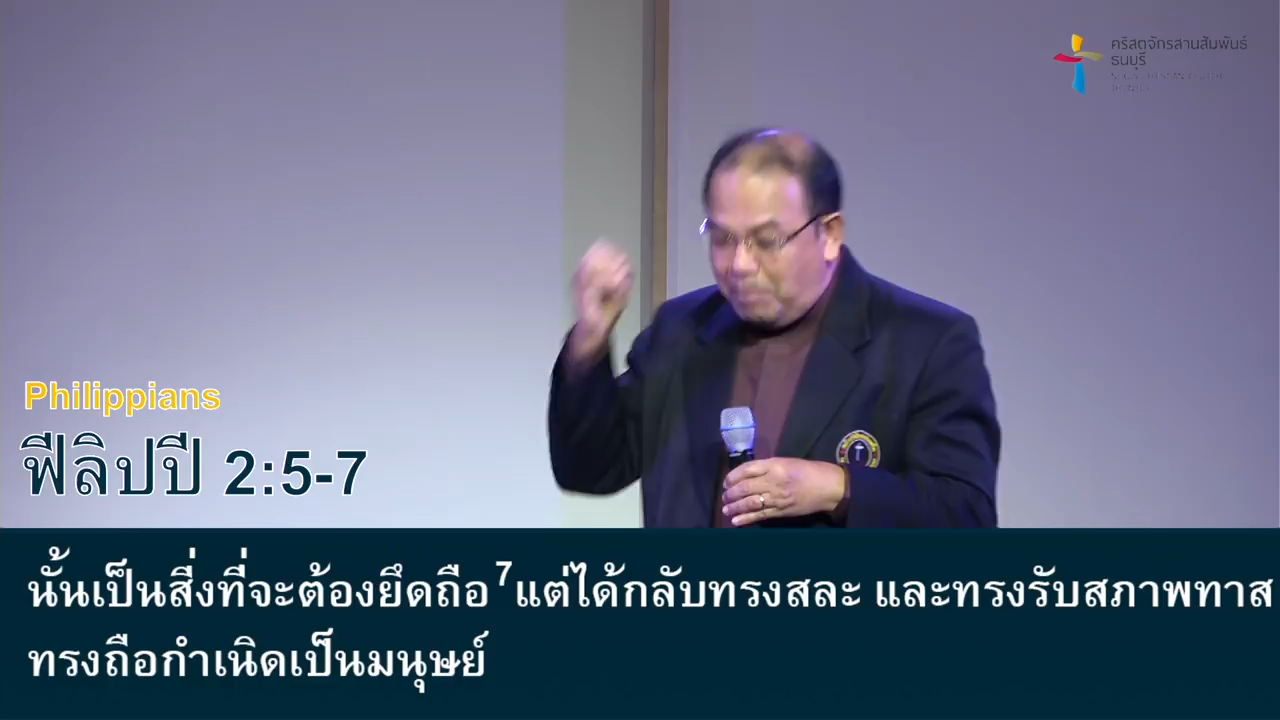 คริสตจักรสานสัมพันธ์
ธนบุรี
Philippians
ฟีลิปปี 2:5-7
นั้นเป็นสี่งที่จะต้องยึดถือ 7 แต่ได้กลับทรงสละ และทรงรับสภาพทาส
ทรงถือกำเนิดเป็นมนุษย์